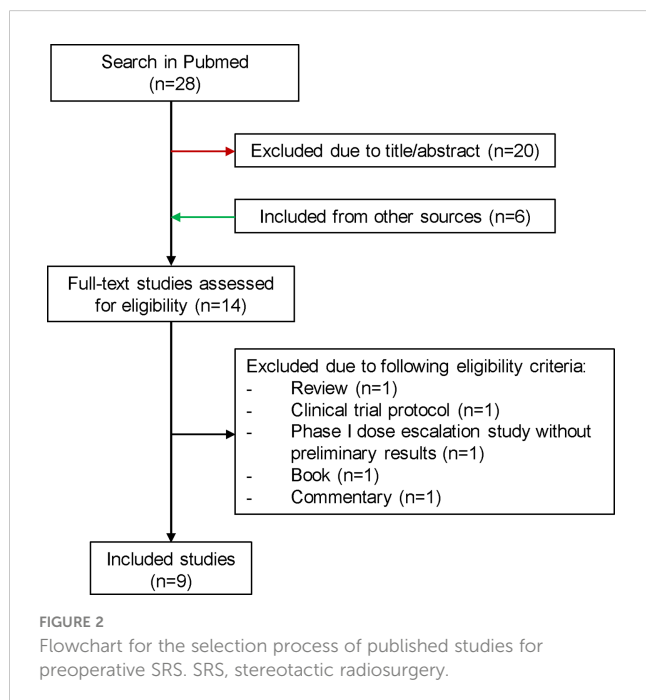 Search in Pubmed
(n=28)
Excluded due to title/abstract (n=20)
Included from other sources (n=6)
Full-text studies assessed
for eligibility (n=14)
Excluded due to following eligibility criteria:
- Review (n=1)
- Clinical trial protocol (n=1)
- Phase I dose escalation study without
preliminary results (n=1)
- Book (n=1)
- Commentary (n=1)
Included studies
(n=9)
FIGURE 2
Flowchart for the selection process of published studies for
preoperative SRS. SRS, stereotactic radiosurgery.